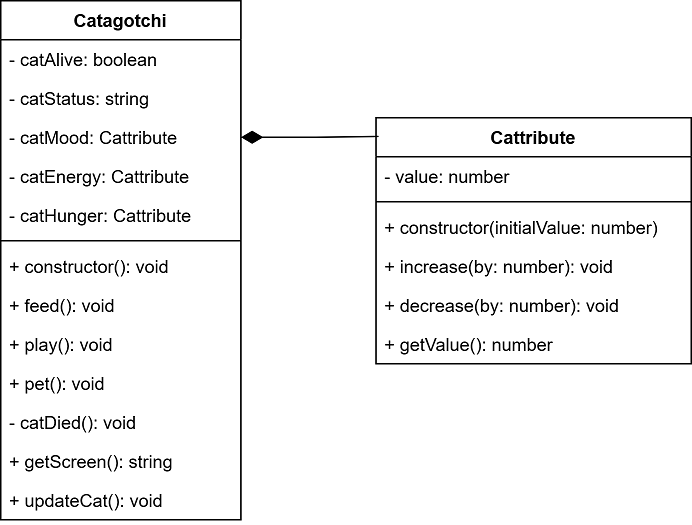 Catagotchi
- catAlive: boolean
- catStatus: string
- catMood: Cattribute
- catEnergy: Cattribute
- catHunger: Cattribute
+ constructor(): void
+ feed(): void
+ play(): void
+ pet(): void
- catDied(): void
+ getScreen(): string
+ updateCat(): void
Cattribute
- value: number
+ constructor(initialValue: number)
+ increase(by: number): void
+ decrease(by: number): void
+ getValue(): number